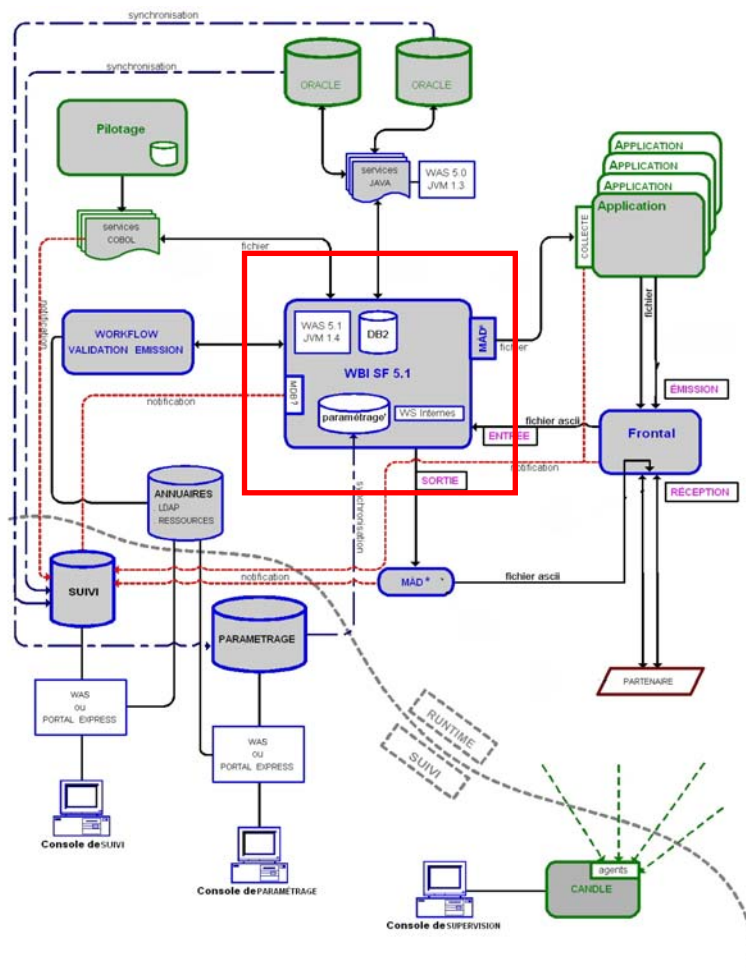 synchronisation
synchronisation
ORACLE
ORACLE
Pilotage
services
JAVA
WAS 5.0
JVM 1.3
APPLICATION
APPLICATION
APPLICATION
Application
COLLECTE
services
COBOL
fichier
notification
WORKFLOW
VALIDATION EMISSION
WAS 5.1
JVM 1.4
DB2
MAD*
fichier
fichier
WBI SF 5.1
MDB ?
notification
paramétrage'
WS Internes
ÉMISSION
fichier ascii
ENTRÉE
Frontal
notification
SORTIE
RÉCEPTION
ANNUAIRES
. LDAP
. RESSOURCES
synchronisation
SUIVI
notification
MAD *
fichier ascii
PARAMETRAGE
PARTENAIRE
WAS
OU
PORTAL EXPRESS
RUNTIME
SUIVI
WAS
OU
PORTAL EXPRESS
Console de SUIVI
Console de PARAMÉTRAGE
agents
CANDLE
Console de SUPERVISION